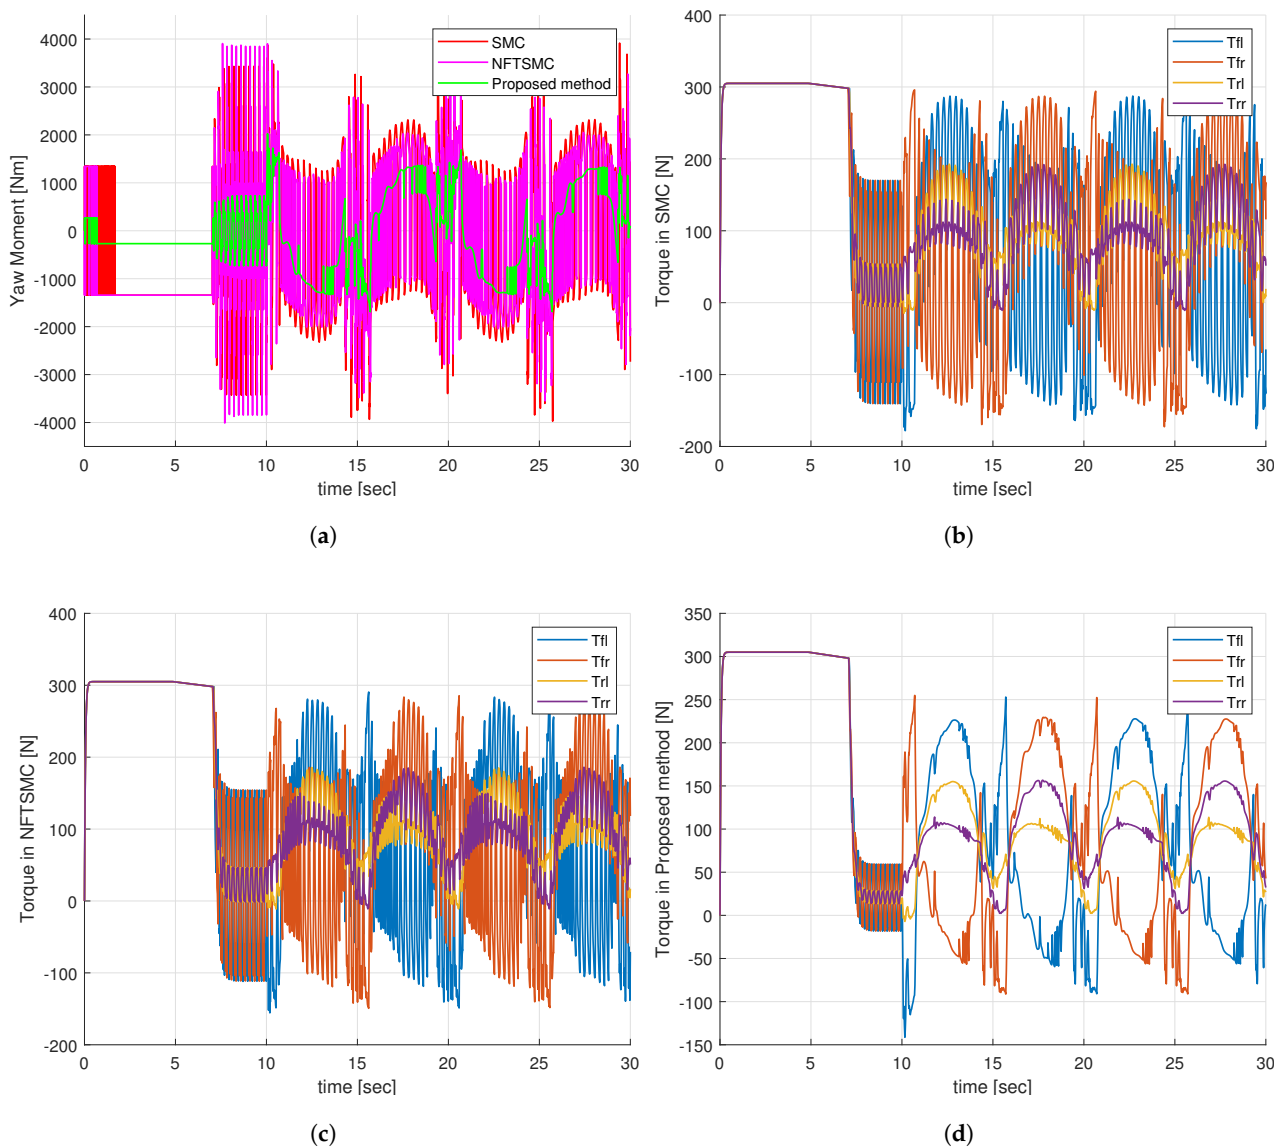 4000
3000
2000
1000
0
-1000
-2000
-3000
-4000
Yaw Moment [Nm]
SMC
NFTSMC
Proposed method
0 5 10 15 20 25 30
time [sec]
(a)
400
300
200
100
0
-100
-200
Torque in SMC [N]
Tfl
Tfr
Trl
Trr
0 5 10 15 20 25 30
time [sec]
(b)
400
300
200
100
0
-100
-200
Torque in NFTSMC [N]
Tfl
Tfr
Trl
Trr
0 5 10 15 20 25 30
time [sec]
(c)
350
300
250
200
150
100
50
0
-50
-100
-150
Torque in Proposed method [N]
Tfl
Tfr
Trl
Trr
0 5 10 15 20 25 30
time [sec]
(d)